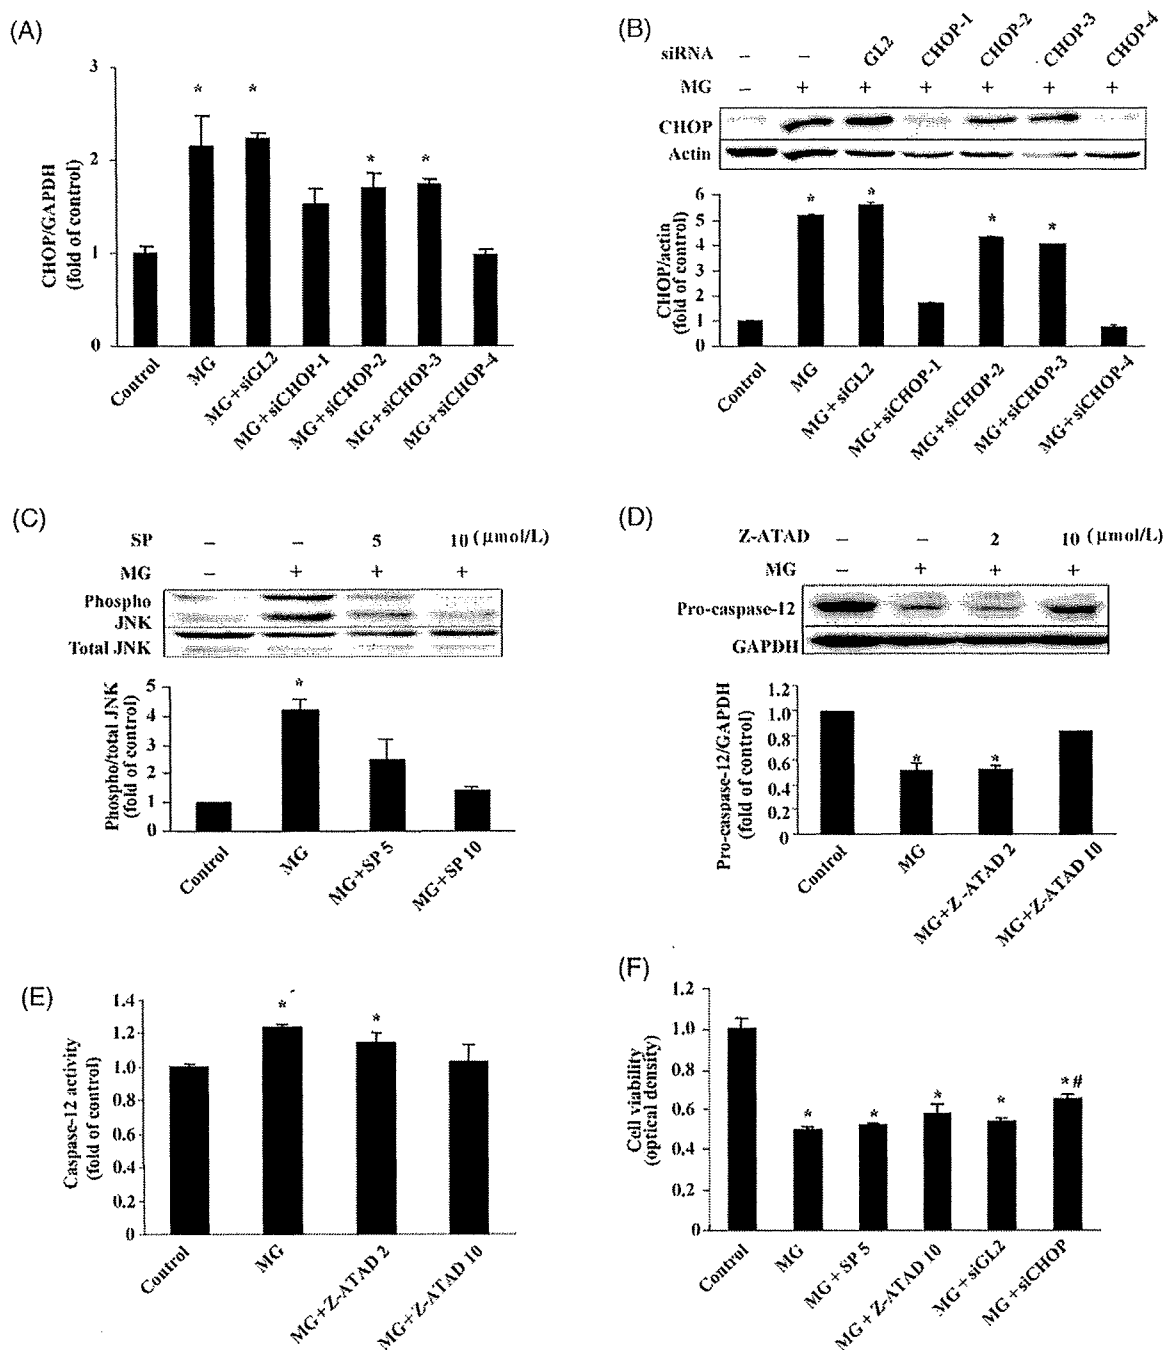 (A)
3
2
1
0
CHOP/GAPDH
(fold of control)
*
*
*
*
Control
MG
MG+siGL2
MG+siCHOP-1
MG+siCHOP-2
MG+siCHOP-3
MG+siCHOP-4
(B)
siRNA – – GL2 CHOP-1 CHOP-2 CHOP-3 CHOP-4
MG – + + + + + +
CHOP
Actin
6
5
4
3
2
1
0
CHOP/actin
(fold of control)
*
*
*
*
Control
MG
MG+siGL2
MG+siCHOP-1
MG+siCHOP-2
MG+siCHOP-3
MG+siCHOP-4
(C)
SP – – 5 10 (μmol/L)
MG – + + +
Phospho
JNK
Total JNK
5
4
3
2
1
0
Phospho/total JNK
(fold of control)
*
Control
MG
MG+SP 5
MG+SP 10
(D)
Z-ATAD – – 2 10 (μmol/L)
MG – + + +
Pro-caspase-12
GAPDH
1.2
1.0
0.8
0.6
0.4
0.2
0
Pro-caspase-12/GAPDH
(fold of control)
*
*
Control
MG
MG+Z-ATAD 2
MG+Z-ATAD 10
(E)
1.4
1.2
1.0
0.8
0.6
0.4
0.2
0
Caspase-12 activity
(fold of control)
*
*
Control
MG
MG+Z-ATAD 2
MG+Z-ATAD 10
(F)
1.2
1.0
0.8
0.6
0.4
0.2
0
Cell viability
(optical density)
*
*
*
*
*#
Control
MG
MG+SP 5
MG+Z-ATAD 10
MG+siGL2
MG+siCHOP